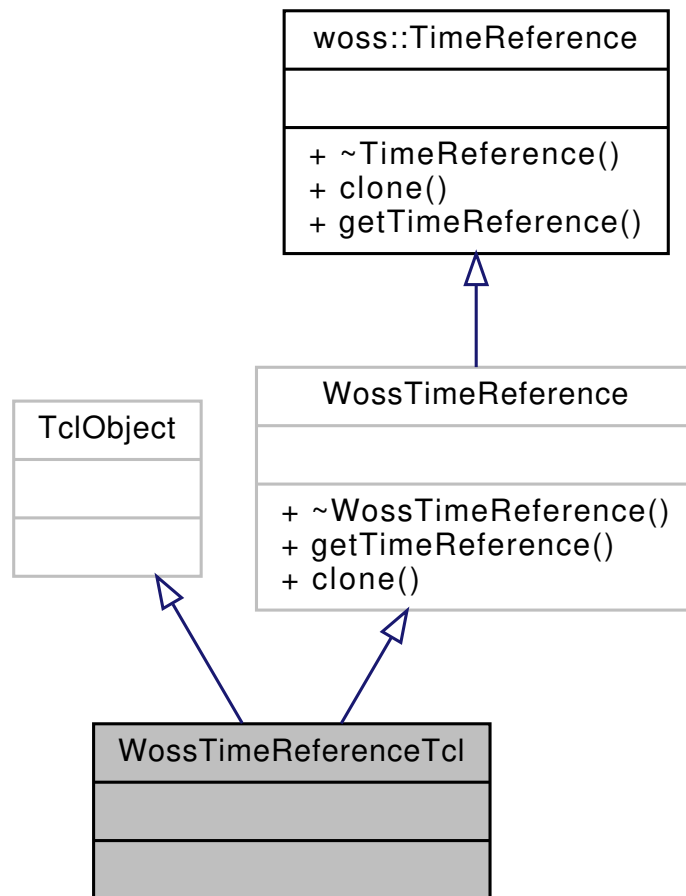 woss::TimeReference
+ ~TimeReference()
+ clone()
+ getTimeReference()
WossTimeReference
+ ~WossTimeReference()
+ getTimeReference()
+ clone()
TclObject
WossTimeReferenceTcl